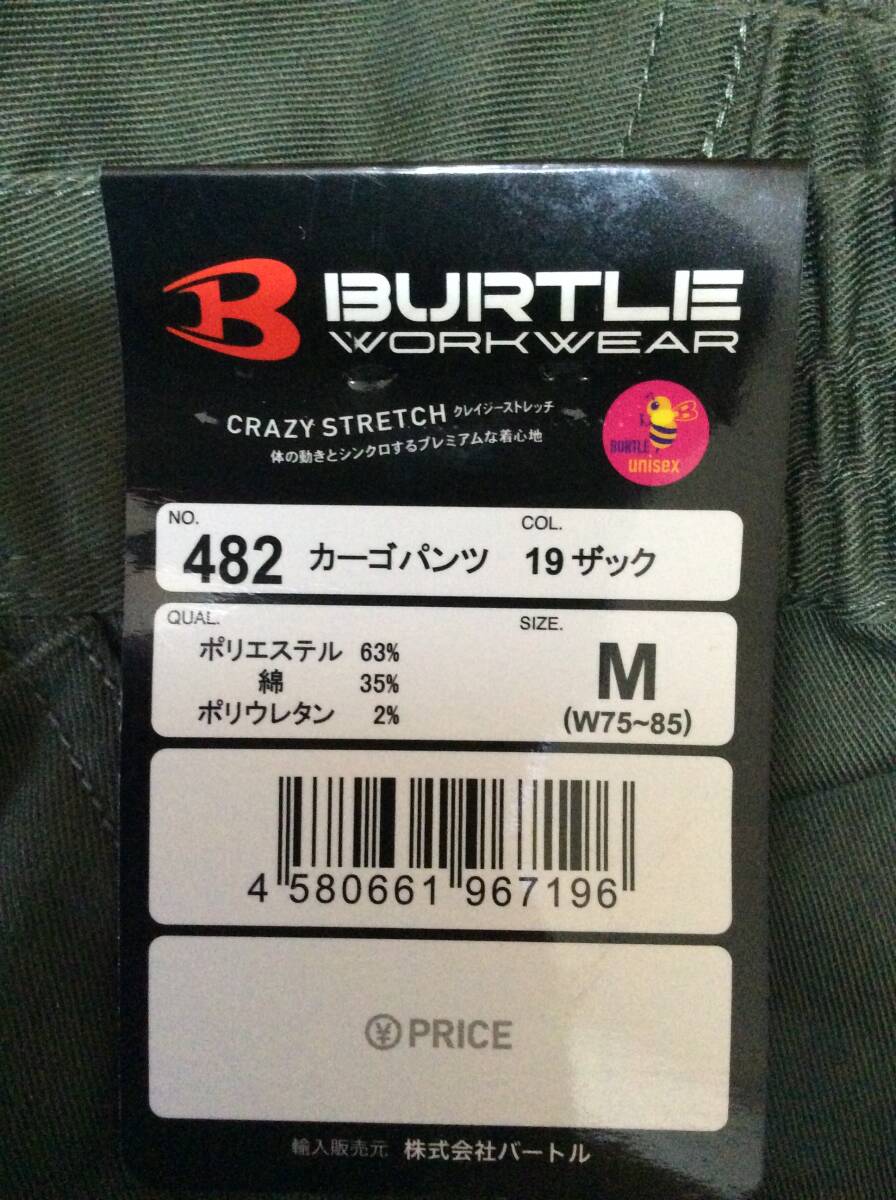 BURTLE
WORKWEAR
CRAZY STRETCH クレイジーストレッチ
体の動きとシンクロするプレミアムな着心地
BURTLE
unisex
NO.
482 カーゴパンツ
COL.
19 ザック
QUAL.
ポリエステル 63%
綿 35%
ポリウレタン 2%
SIZE.
M
(W75~85)
4 580661 967196
¥ PRICE
輸入販売元 株式会社バートル